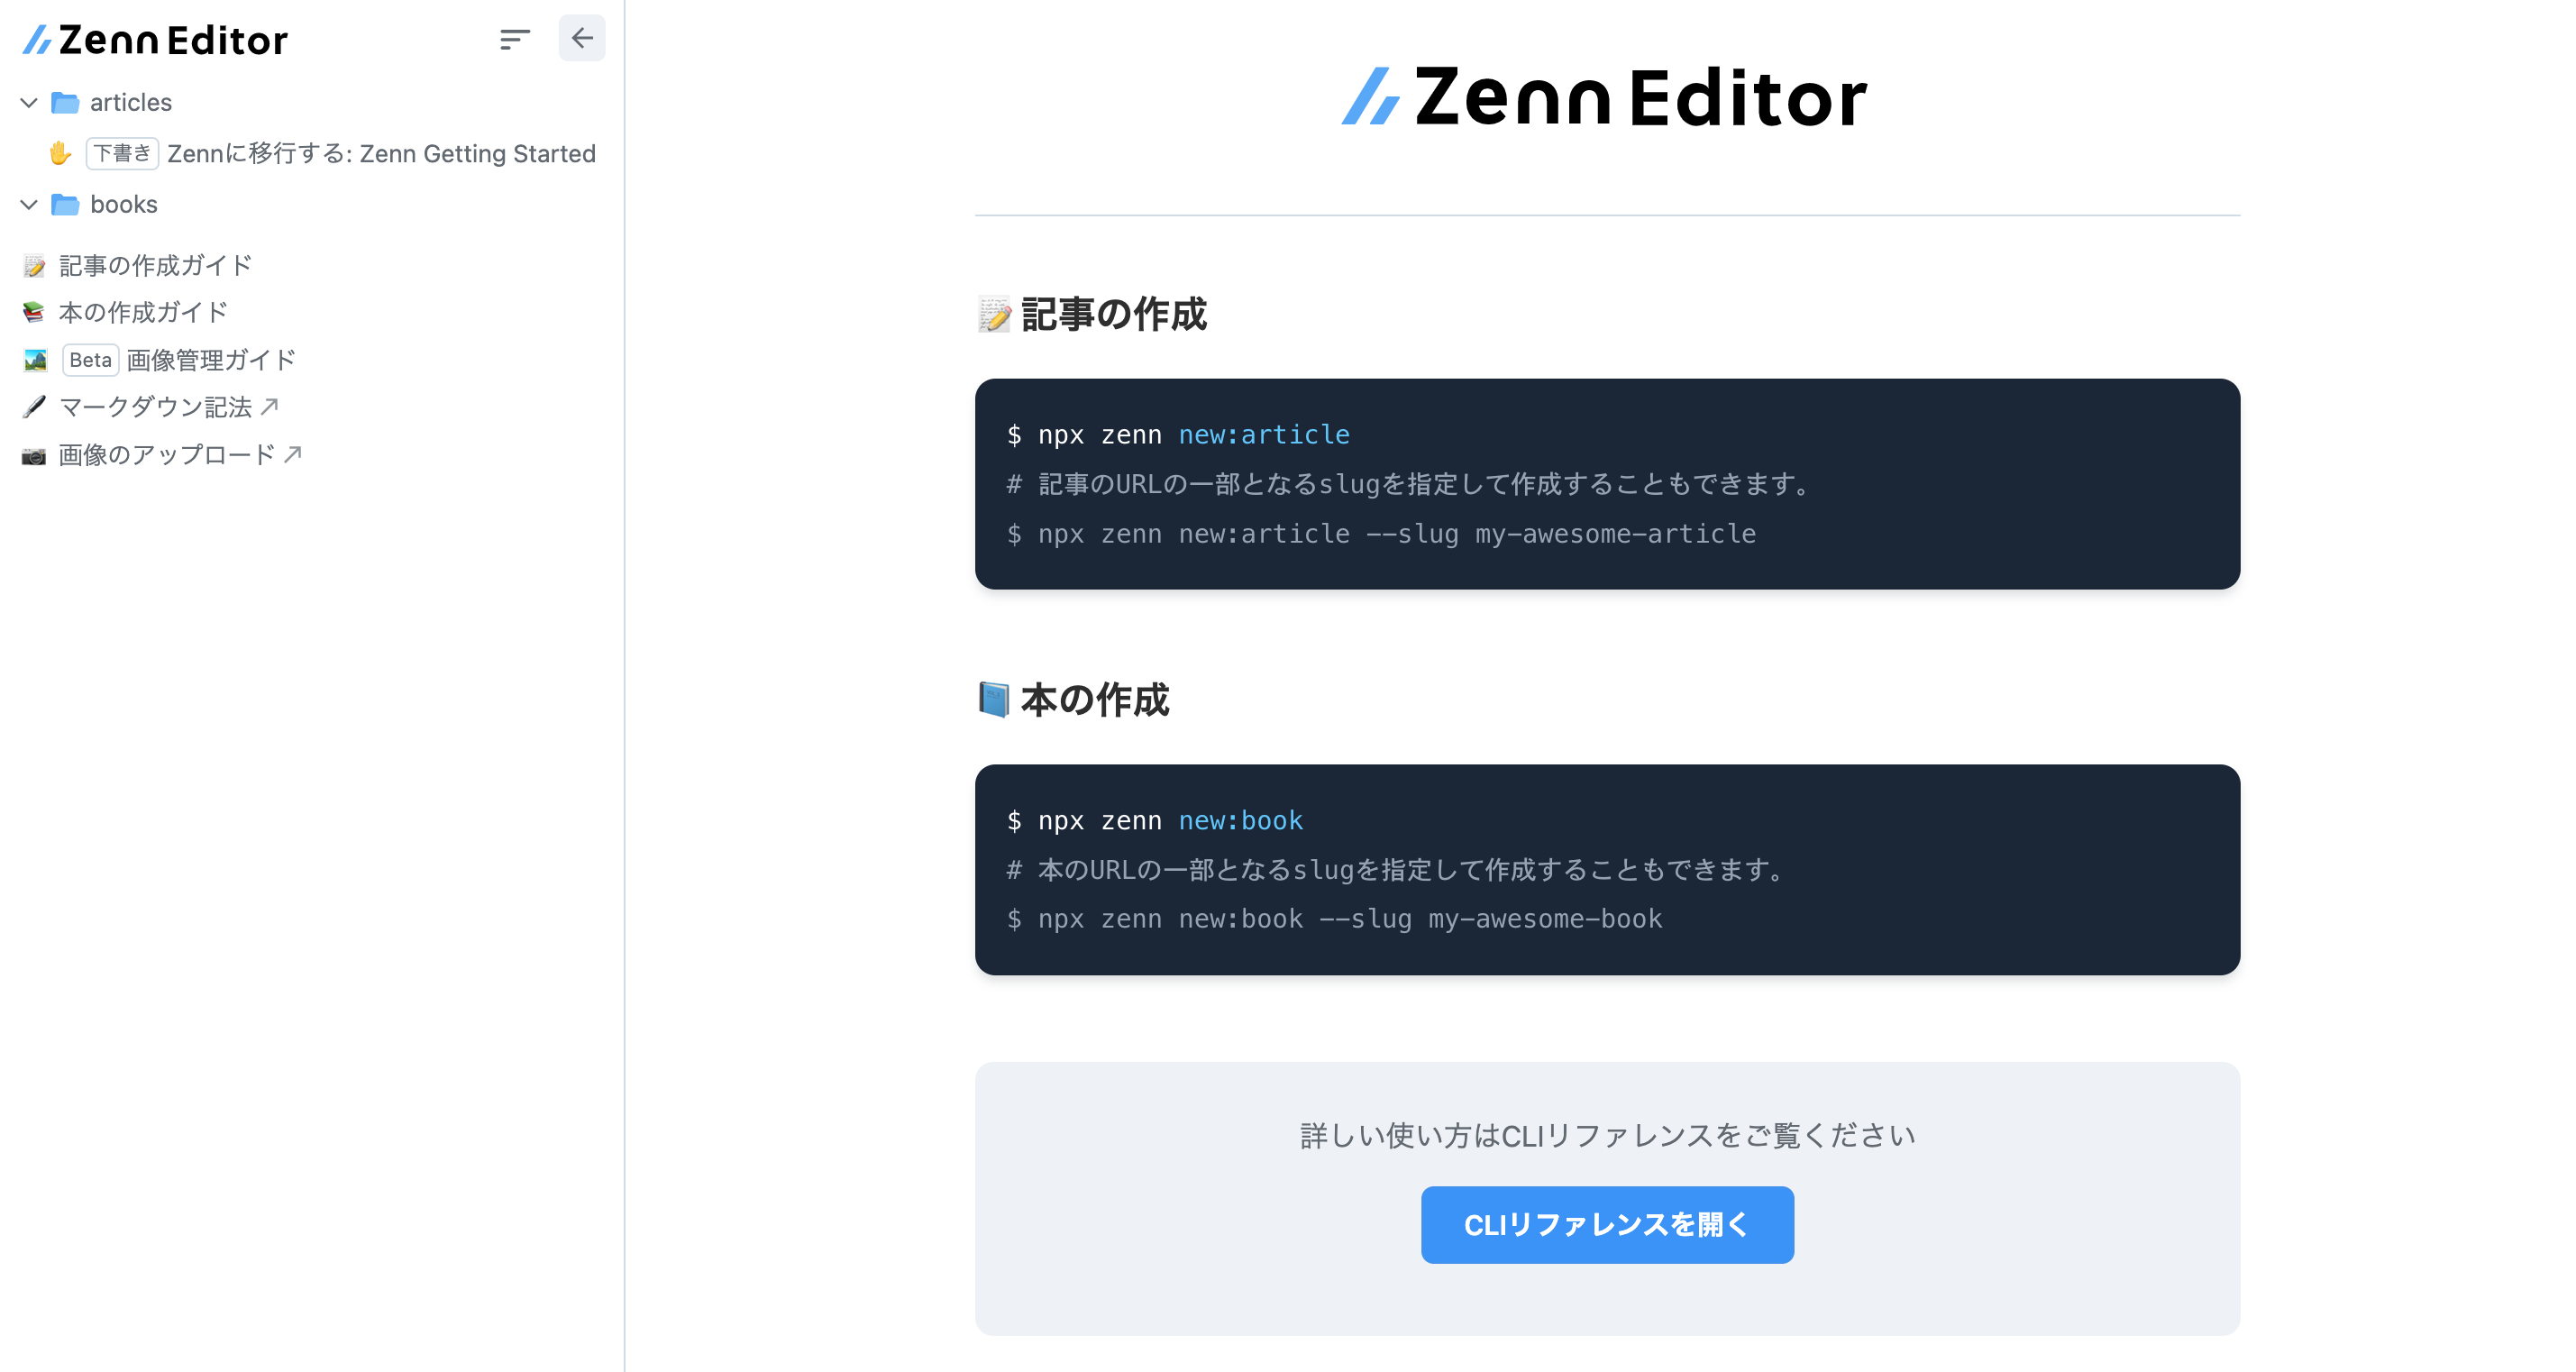 Zenn Editor
articles
下書き Zennに移行する: Zenn Getting Started
books
記事の作成ガイド
本の作成ガイド
Beta 画像管理ガイド
マークダウン記法
画像のアップロード
Zenn Editor
記事の作成
$ npx zenn new:article
# 記事のURLの一部となるslugを指定して作成することもできます。
$ npx zenn new:article --slug my-awesome-article
本の作成
$ npx zenn new:book
# 本のURLの一部となるslugを指定して作成することもできます。
$ npx zenn new:book --slug my-awesome-book
詳しい使い方はCLIリファレンスをご覧ください
CLIリファレンスを開く